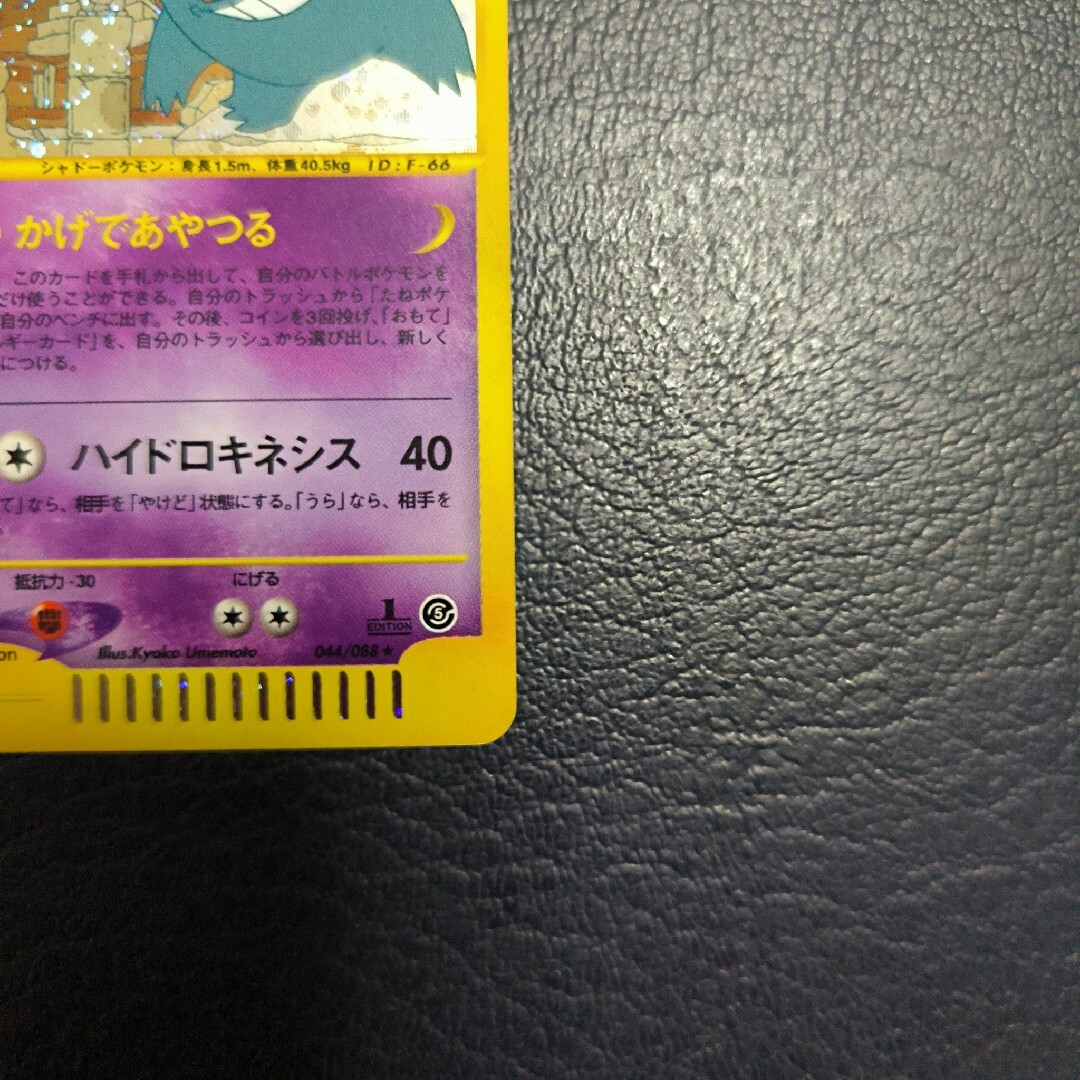 シャドーポケモン：身長1.5m、体重40.5kg ID:F-66
かげであやつる
このカードを手札から出して、自分のバトルポケモンを
だけ使うことができる。自分のトラッシュから「たねポケ
自分のベンチに出す。その後、コインを3回投げ、「おもて」
ルギーカード」を、自分のトラッシュから選び出し、新しく
につける。
ハイドロキネシス 40
て」なら、相手を「やけど」状態にする。「うら」なら、相手を
抵抗力 -30 にげる
1
EDITION
5
on Illus.Kyoko Umemoto 044/088 ★